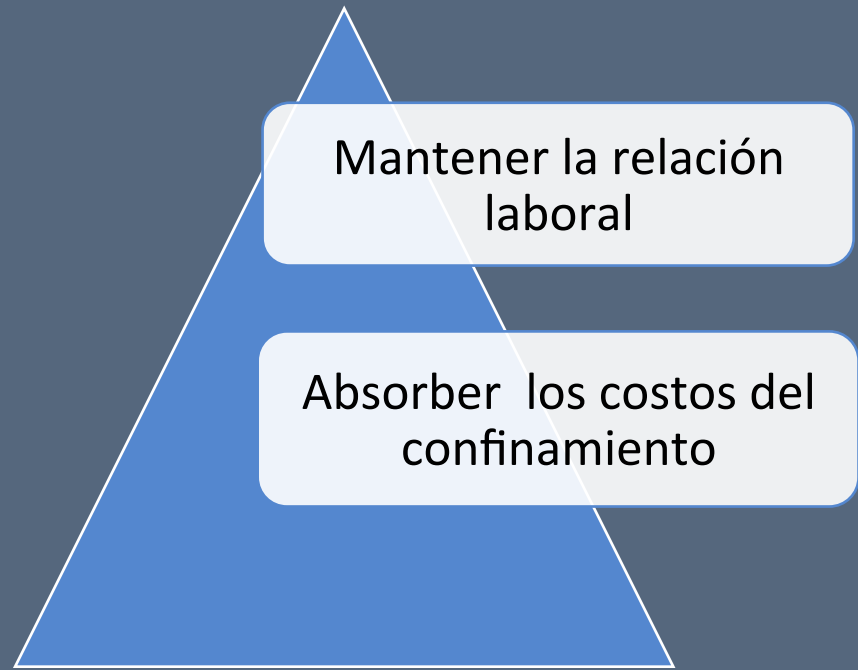 Mantener la relación
laboral
Absorber  los costos del
confinamiento